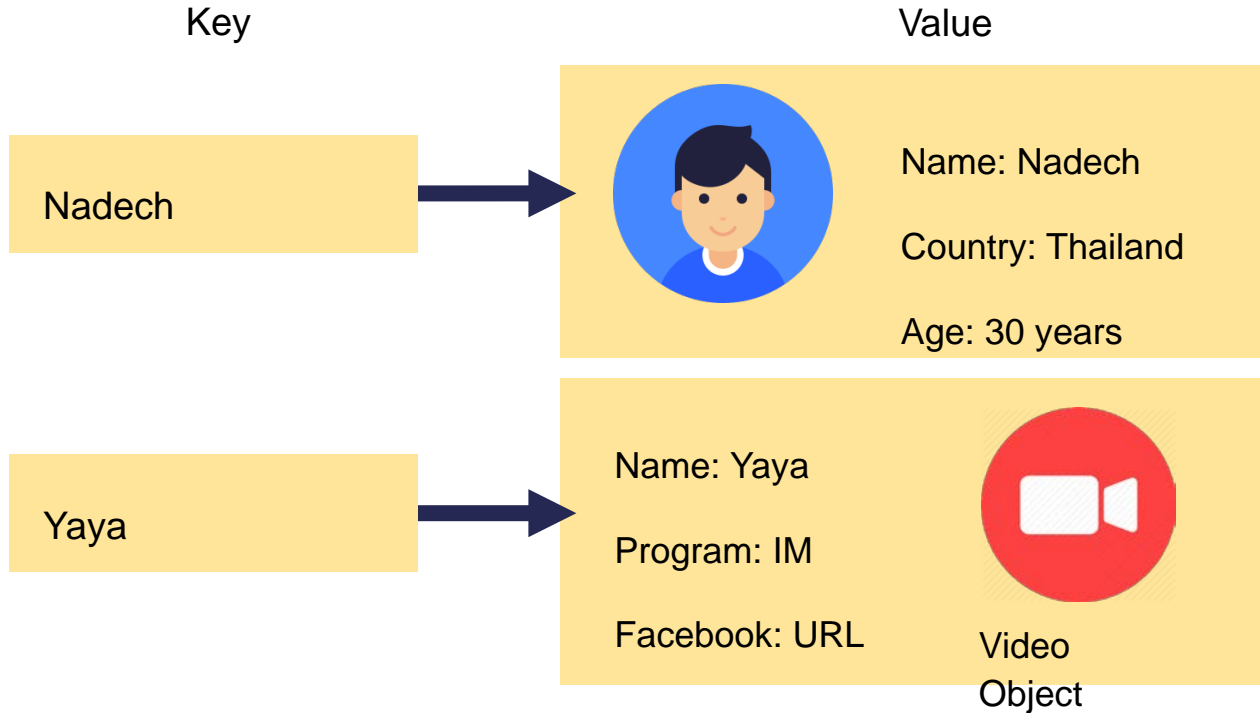 Key
Value
Nadech
Name: Nadech
Country: Thailand
Age: 30 years
Yaya
Name: Yaya
Program: IM
Facebook: URL
Video
Object